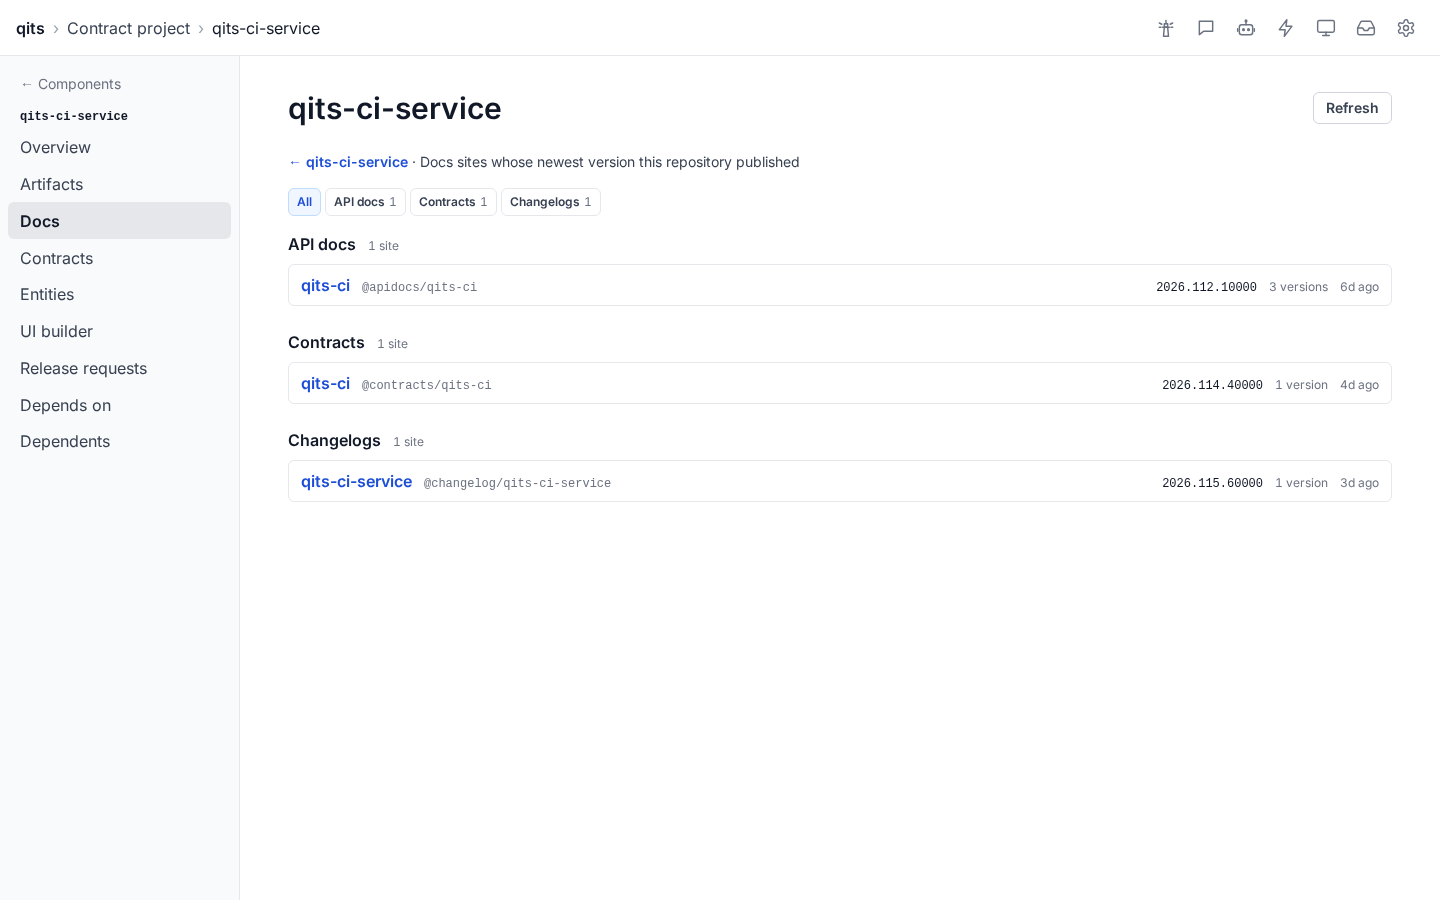 qits › Contract project › qits-ci-service
← Components
qits-ci-service
Overview
Artifacts
Docs
Contracts
Entities
UI builder
Release requests
Depends on
Dependents
qits-ci-service
Refresh
← qits-ci-service · Docs sites whose newest version this repository published
All API docs 1 Contracts 1 Changelogs 1
API docs 1 site
qits-ci @apidocs/qits-ci 2026.112.10000 3 versions 6d ago
Contracts 1 site
qits-ci @contracts/qits-ci 2026.114.40000 1 version 4d ago
Changelogs 1 site
qits-ci-service @changelog/qits-ci-service 2026.115.60000 1 version 3d ago